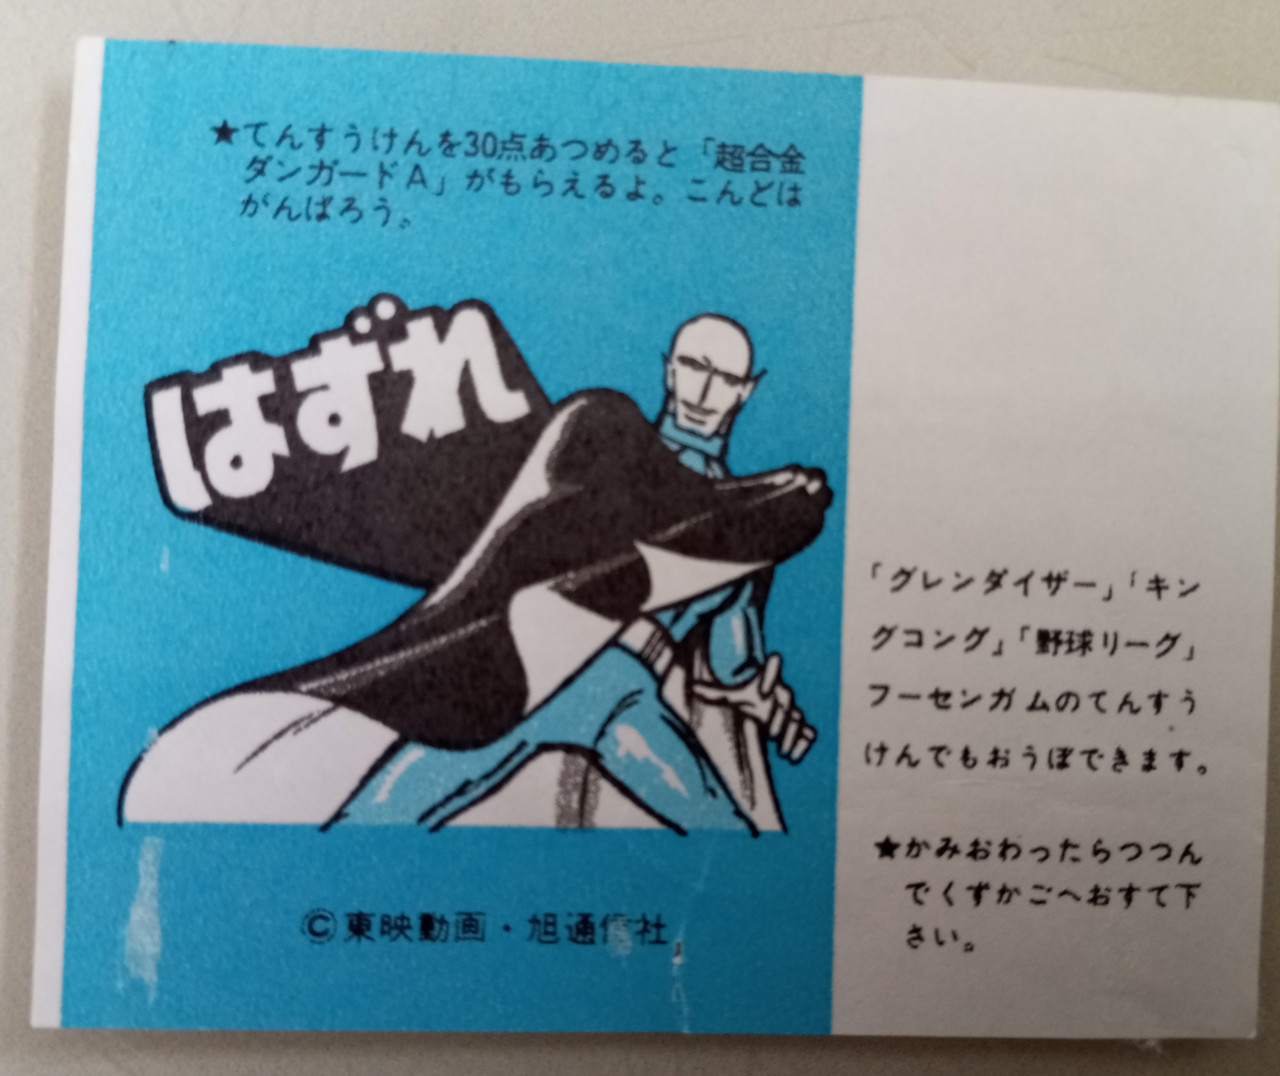 ★てんすうけんを30点あつめると「超合金
ダンガードA」がもらえるよ。こんどは
がんばろう。
はずれ
©東映動画・旭通信社
「グレンダイザー」「キン
グコング」「野球リーグ」
フーセンガムのてんすう
けんでもおうぼできます。
★かみおわったらつつん
でくずかごへおすて下
さい。